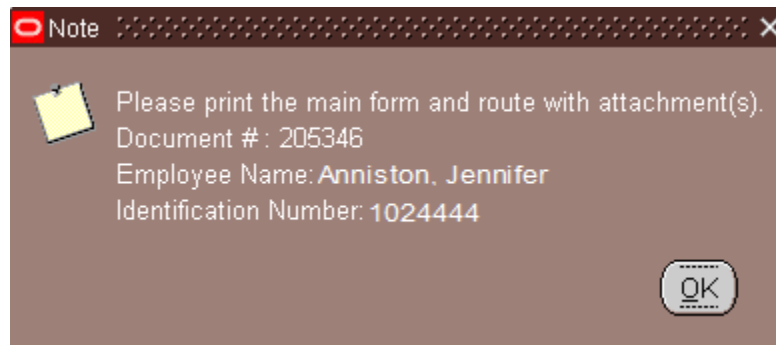 Note
Please print the main form and route with attachment(s).
Document # : 205346
Employee Name: Anniston, Jennifer
Identification Number: 1024444
OK